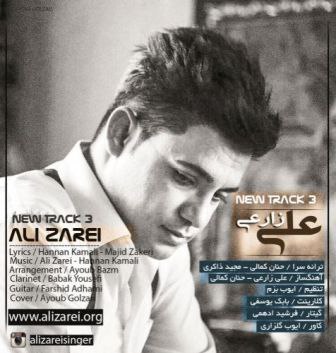 NEW TRACK 3
ALI ZAREI
Lyrics / Hannan Kamali - Majid Zakeri
Music / Ali Zarei - Hannan Kamali
Arrangement / Ayoub Bazm
Clarinet / Babak Yousefi
Guitar / Farshid Adhami
Cover / Ayoub Golzari
www.alizarei.org
alizareisinger
NEW TRACK 3
علی زارعی
ترانه سرا / حنان کمالی - مجید ذاکری
آهنگساز / علی زارعی - حنان کمالی
تنظیم / ایوب بزم
کلارینت / بابک یوسفی
گیتار / فرشید ادهمی
کاور / ایوب گلزاری